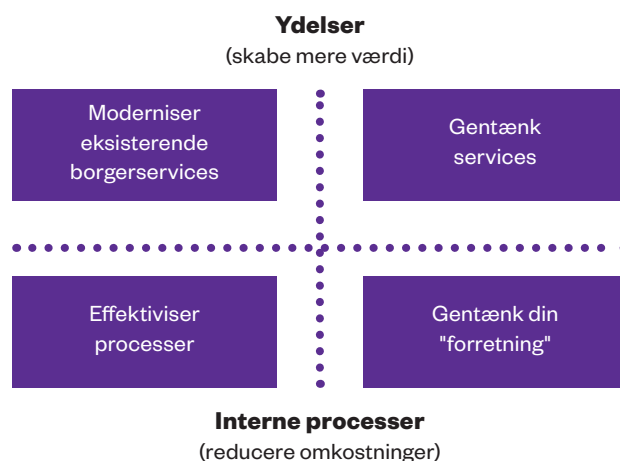 Ydelser
(skabe mere værdi)
Moderniser
eksisterende
borgerservices
Gentænk
services
Effektiviser
processer
Gentænk din
"forretning"
Interne processer
(reducere omkostninger)